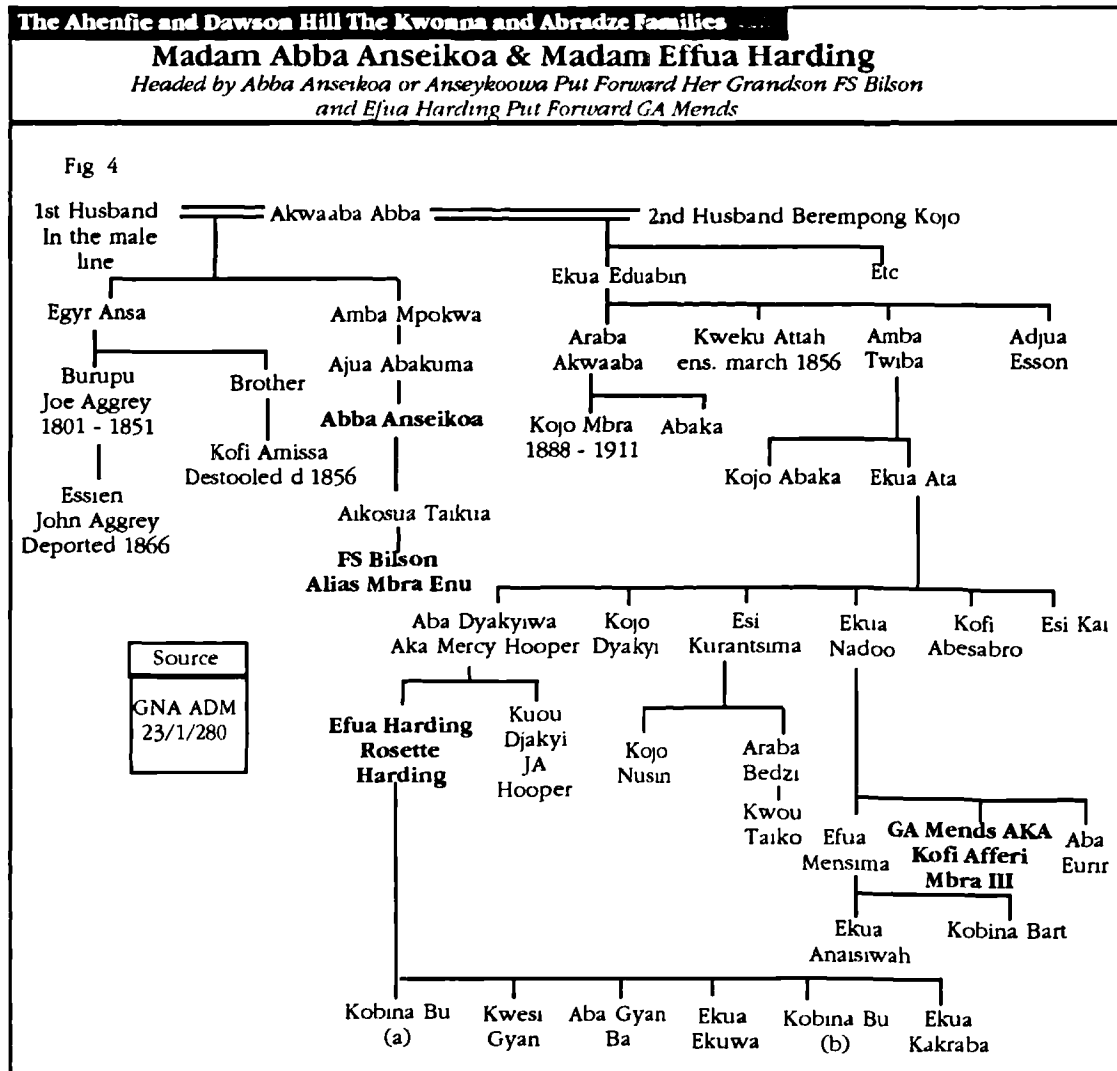 The Ahenfie and Dawson Hill The Kwonna and Abradze Families
Madam Abba Anseikoa & Madam Effua Harding
Headed by Abba Anseikoa or Anseykoowa Put Forward Her Grandson FS Bilson
and Efua Harding Put Forward GA Mends
Fig 4
1st Husband
In the male
line
Akwaaba Abba
2nd Husband Berempong Kojo
Ekua Eduabin
Etc
Egyr Ansa
Amba Mpokwa
Araba
Akwaaba
Kweku Attah
ens. march 1856
Amba
Twiba
Adjua
Esson
Burupu
Joe Aggrey
1801 - 1851
Brother
Ajua Abakuma
Abba Anseikoa
Kojo Mbra
1888 - 1911
Abaka
Kofi Amissa
Destooled d 1856
Kojo Abaka
Ekua Ata
Essien
John Aggrey
Deported 1866
Aikosua Taikua
FS Bilson
Alias Mbra Enu
Aba Dyakyiwa
Aka Mercy Hooper
Kojo
Dyakyi
Esi
Kurantsima
Ekua
Nadoo
Kofi
Abesabro
Esi Kai
Source
GNA ADM
23/1/280
Efua Harding
Rosette
Harding
Kuou
Djakyi
JA
Hooper
Kojo
Nusin
Araba
Bedzi
Kwou
Taiko
Efua
Mensima
GA Mends AKA
Kofi Afferi
Mbra III
Aba
Eurir
Ekua
Anaisiwah
Kobina Bart
Kobina Bu
(a)
Kwesi
Gyan
Aba Gyan
Ba
Ekua
Ekuwa
Kobina Bu
(b)
Ekua
Kakraba